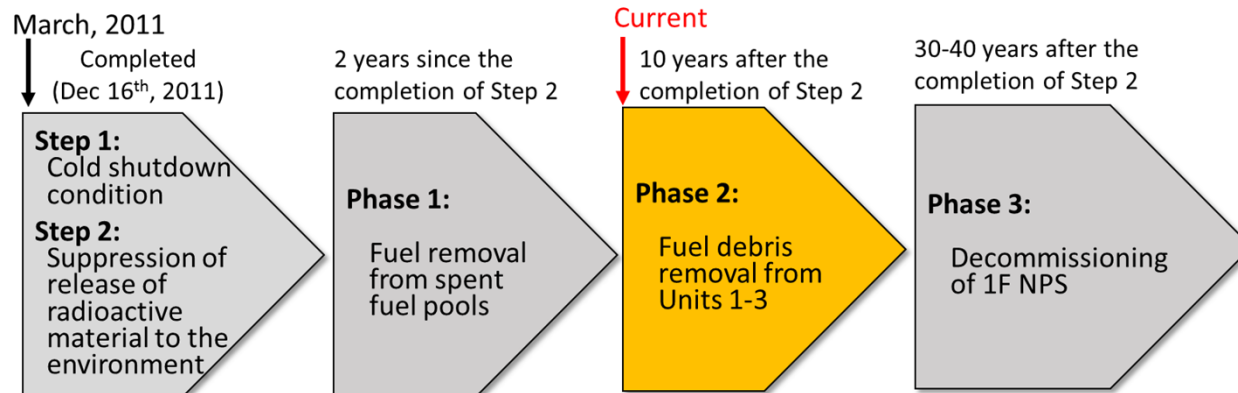 March, 2011
Completed
(Dec 16th, 2011)
Step 1:
Cold shutdown
condition
Step 2:
Suppression of
release of
radioactive
material to the
environment
2 years since the
completion of Step 2
Phase 1:
Fuel removal
from spent
fuel pools
Current
10 years after the
completion of Step 2
Phase 2:
Fuel debris
removal from
Units 1-3
30-40 years after the
completion of Step 2
Phase 3:
Decommissioning
of 1F NPS